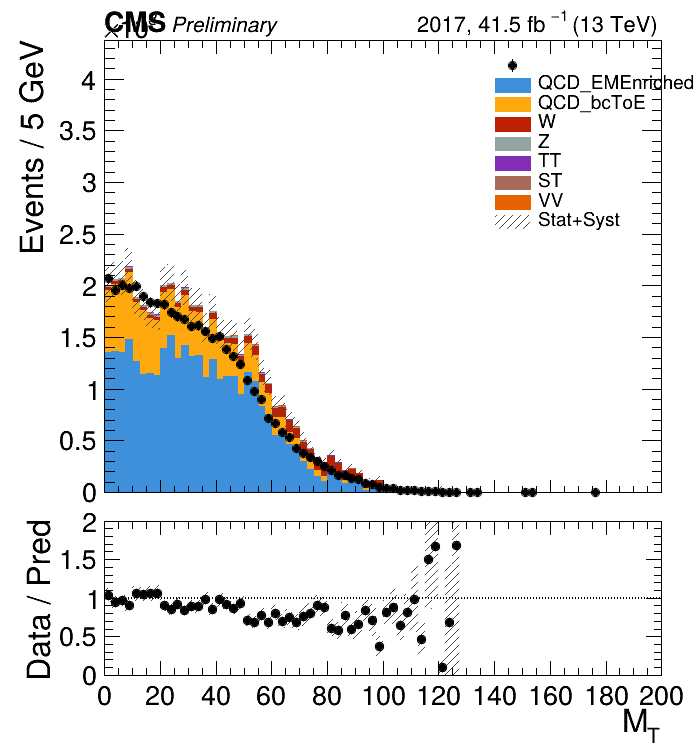 CMS Preliminary 2017, 41.5 fb⁻¹ (13 TeV)
Events / 5 GeV
4
3.5
3
2.5
2
1.5
1
0.5
0
QCD_EMEnriched
QCD_bcToE
W
Z
TT
ST
VV
Stat+Syst
Data / Pred
2
1.5
1
0.5
0
0 20 40 60 80 100 120 140 160 180 200
M_T